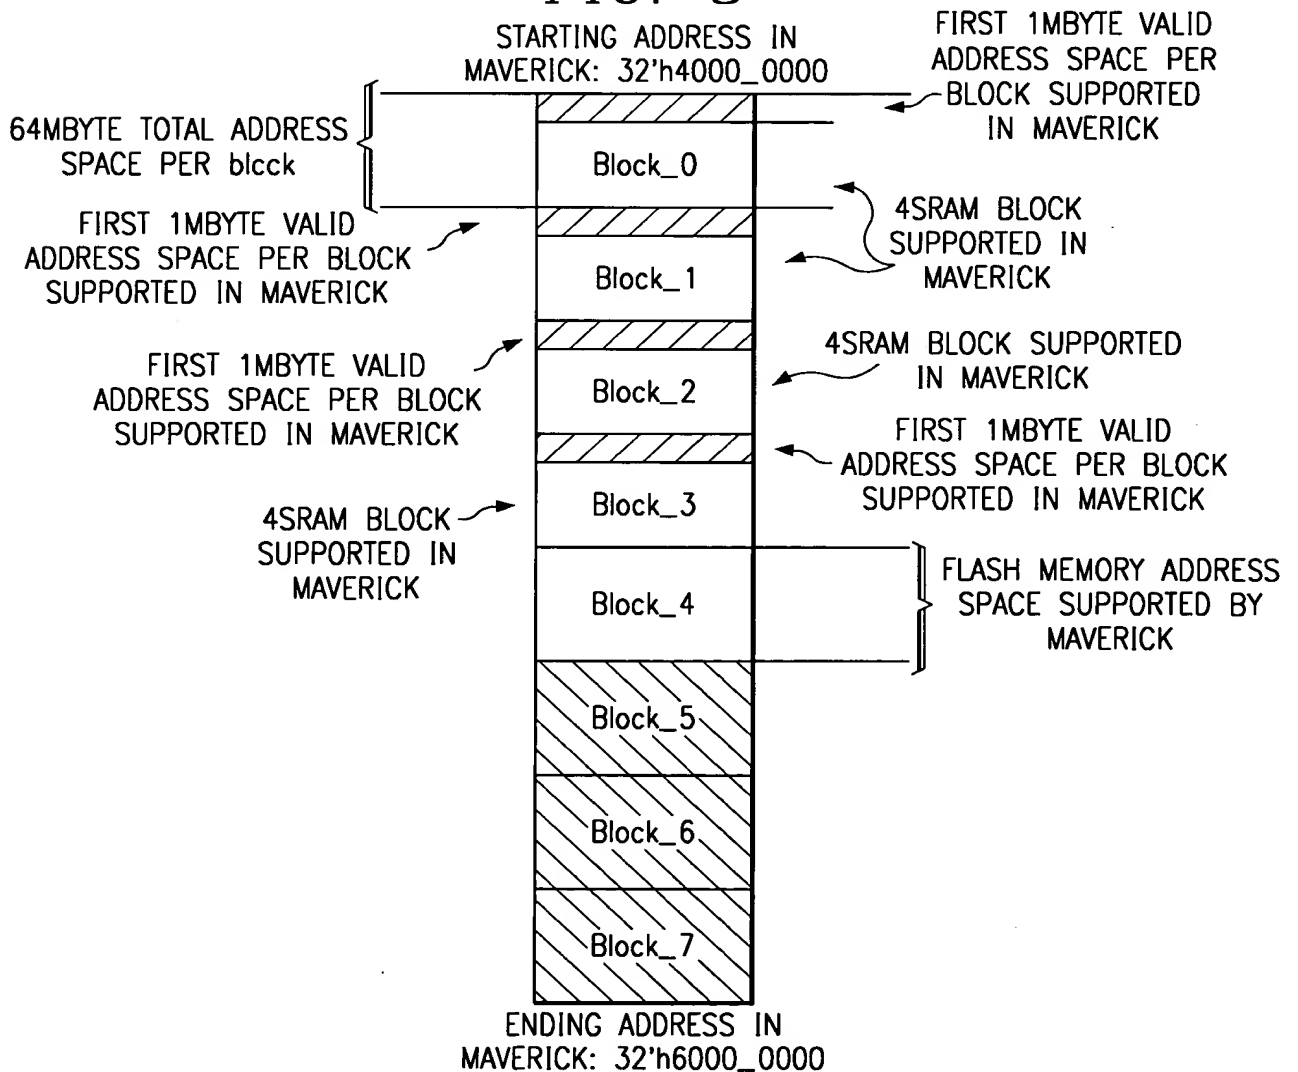 STARTING ADDRESS IN
MAVERICK: 32'h4000_0000
FIRST 1MBYTE VALID
ADDRESS SPACE PER
BLOCK SUPPORTED
IN MAVERICK
64MBYTE TOTAL ADDRESS
SPACE PER blcck
Block_0
FIRST 1MBYTE VALID
ADDRESS SPACE PER BLOCK
SUPPORTED IN MAVERICK
4SRAM BLOCK
SUPPORTED IN
MAVERICK
Block_1
FIRST 1MBYTE VALID
ADDRESS SPACE PER BLOCK
SUPPORTED IN MAVERICK
4SRAM BLOCK SUPPORTED
IN MAVERICK
Block_2
FIRST 1MBYTE VALID
ADDRESS SPACE PER BLOCK
SUPPORTED IN MAVERICK
4SRAM BLOCK
SUPPORTED IN
MAVERICK
Block_3
FLASH MEMORY ADDRESS
SPACE SUPPORTED BY
MAVERICK
Block_4
Block_5
Block_6
Block_7
ENDING ADDRESS IN
MAVERICK: 32'h6000_0000